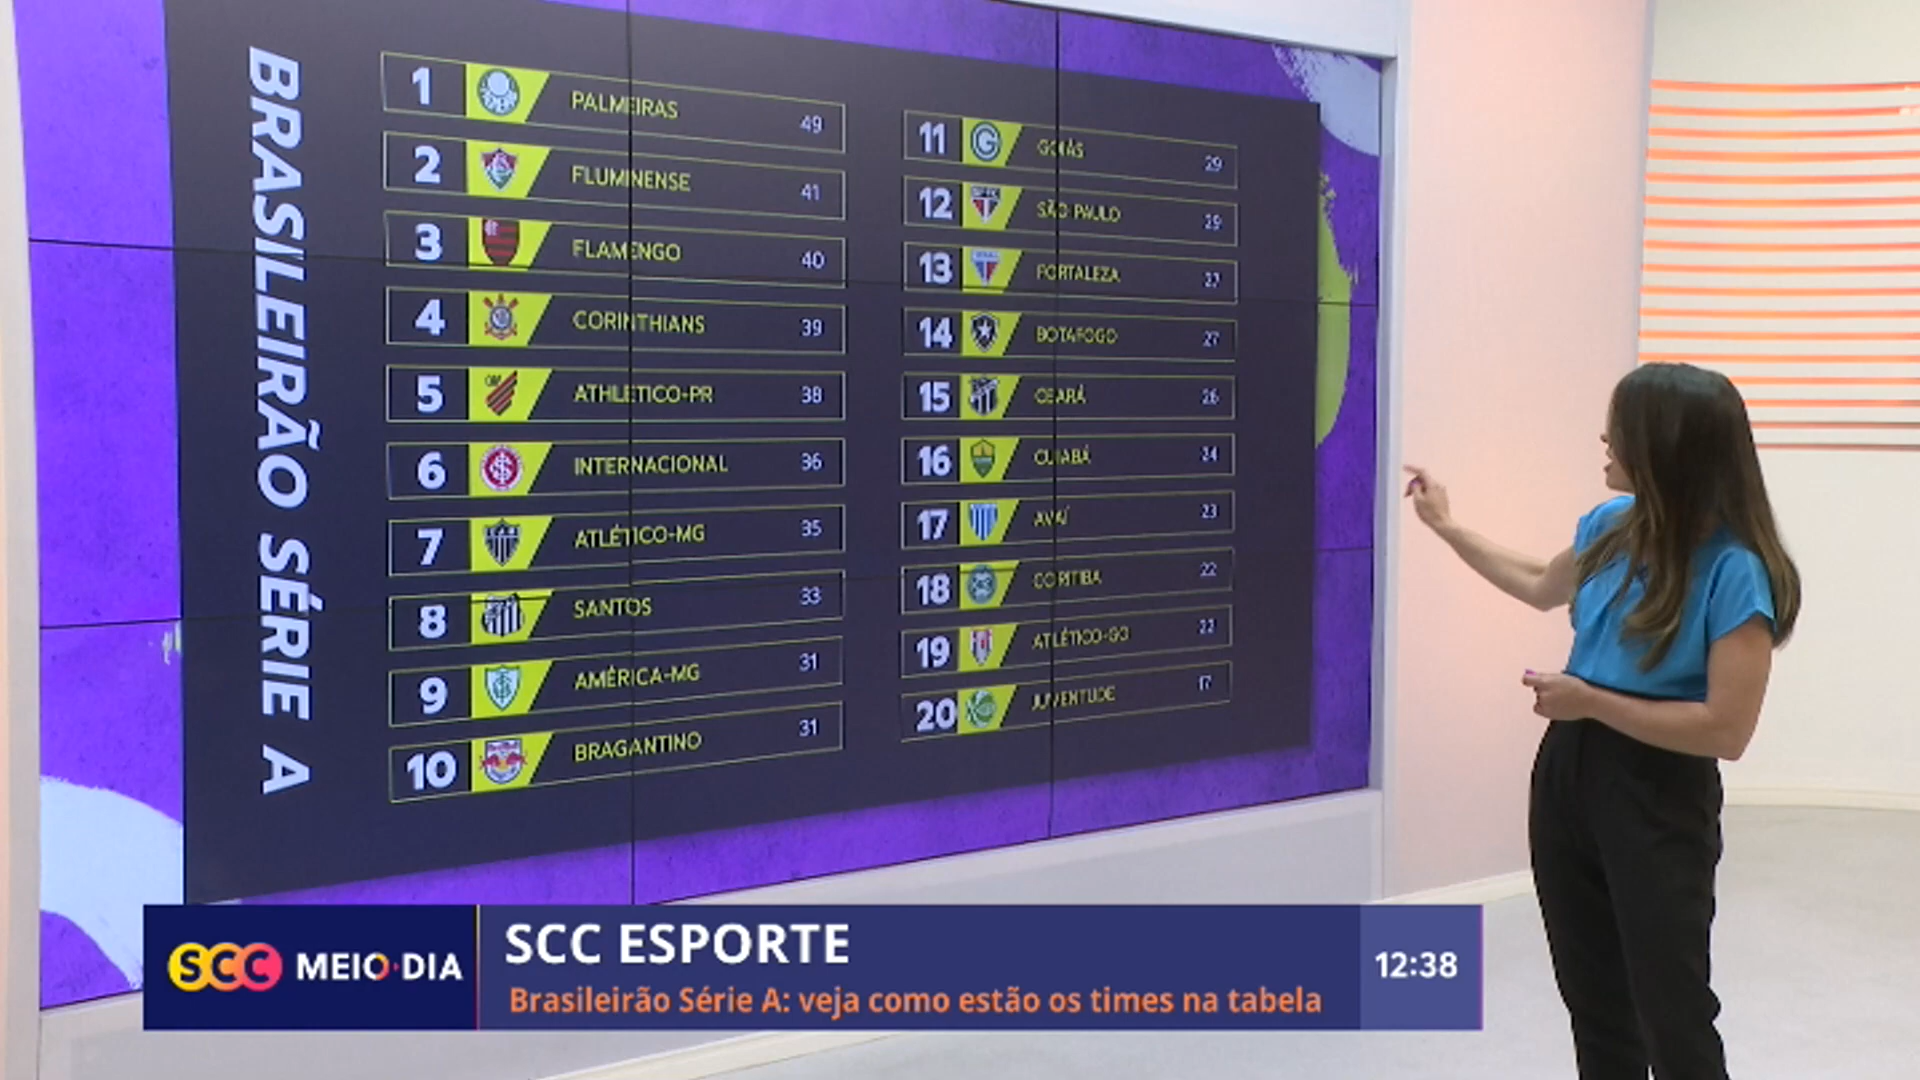 BRASILEIRÃO SÉRIE A
1 PALMEIRAS 49
2 FLUMINENSE 41
3 FLAMENGO 40
4 CORINTHIANS 39
5 ATHLETICO-PR 38
6 INTERNACIONAL 36
7 ATLÉTICO-MG 35
8 SANTOS 33
9 AMÉRICA-MG 31
10 BRAGANTINO 31
11 GOIÁS 29
12 SÃO PAULO 29
13 FORTALEZA 27
14 BOTAFOGO 27
15 CEARÁ 26
16 CUIABÁ 24
17 AVAÍ 23
18 CORITIBA 22
19 ATLÉTICO-GO 22
20 JUVENTUDE 17
SCC MEIO-DIA
SCC ESPORTE
Brasileirão Série A: veja como estão os times na tabela
12:38